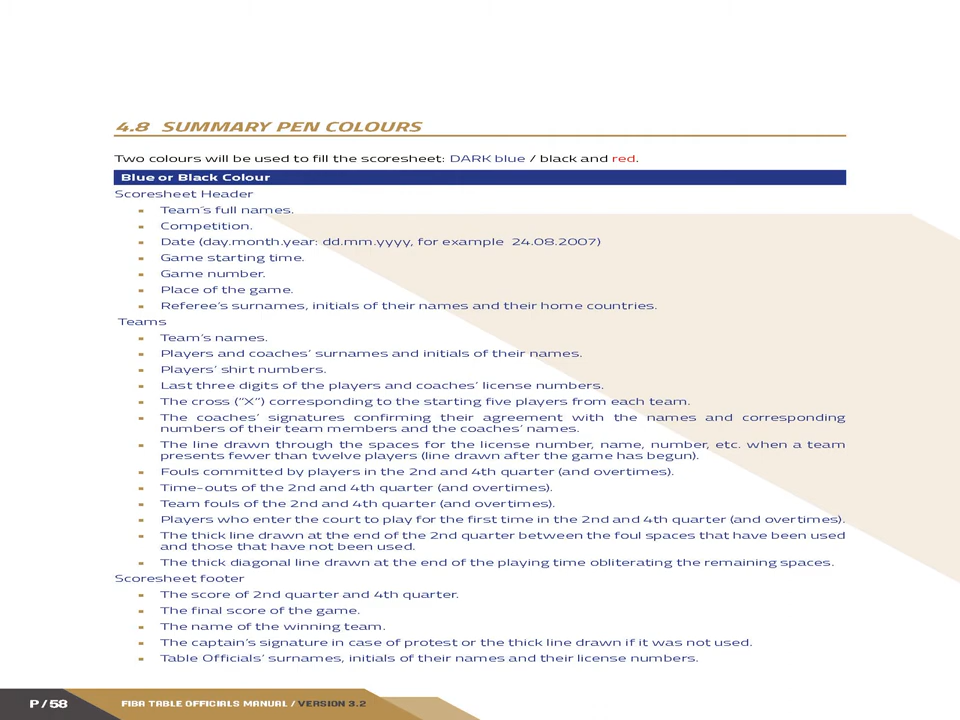 4.8 SUMMARY PEN COLOURS
Two colours will be used to fill the scoresheet: DARK blue / black and red.
Blue or Black Colour
Scoresheet Header
▪ Team´s full names.
▪ Competition.
▪ Date (day.month.year: dd.mm.yyyy, for example 24.08.2007)
▪ Game starting time.
▪ Game number.
▪ Place of the game.
▪ Referee’s surnames, initials of their names and their home countries.
Teams
▪ Team’s names.
▪ Players and coaches’ surnames and initials of their names.
▪ Players’ shirt numbers.
▪ Last three digits of the players and coaches’ license numbers.
▪ The cross (“X”) corresponding to the starting five players from each team.
▪ The coaches’ signatures confirming their agreement with the names and corresponding
numbers of their team members and the coaches’ names.
▪ The line drawn through the spaces for the license number, name, number, etc. when a team
presents fewer than twelve players (line drawn after the game has begun).
▪ Fouls committed by players in the 2nd and 4th quarter (and overtimes).
▪ Time-outs of the 2nd and 4th quarter (and overtimes).
▪ Team fouls of the 2nd and 4th quarter (and overtimes).
▪ Players who enter the court to play for the first time in the 2nd and 4th quarter (and overtimes).
▪ The thick line drawn at the end of the 2nd quarter between the foul spaces that have been used
and those that have not been used.
▪ The thick diagonal line drawn at the end of the playing time obliterating the remaining spaces.
Scoresheet footer
▪ The score of 2nd quarter and 4th quarter.
▪ The final score of the game.
▪ The name of the winning team.
▪ The captain’s signature in case of protest or the thick line drawn if it was not used.
▪ Table Officials’ surnames, initials of their names and their license numbers.
P / 58 FIBA TABLE OFFICIALS MANUAL / VERSION 3.2